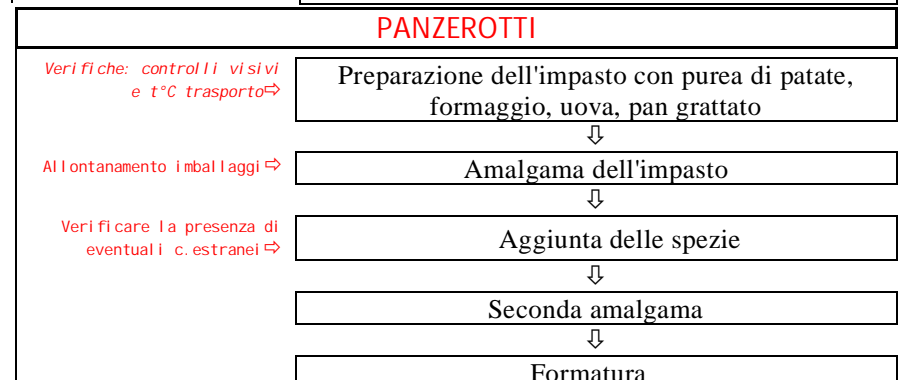 PANZEROTTI
Verifiche: controlli visivi
e t°C trasporto⇨
Preparazione dell'impasto con purea di patate,
formaggio, uova, pan grattato
⇩
Allontanamento imballaggi⇨
Amalgama dell'impasto
⇩
Verificare la presenza di
eventuali c.estranei⇨
Aggiunta delle spezie
⇩
Seconda amalgama
⇩
Formatura